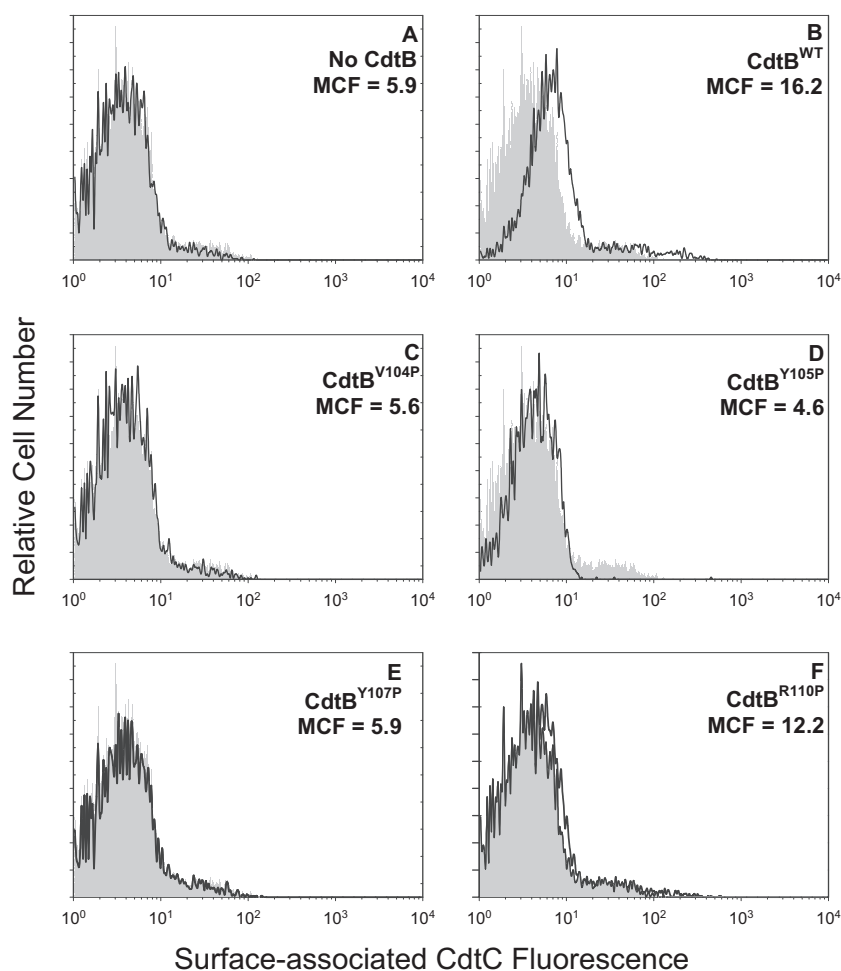 A
No CdtB
MCF = 5.9
10⁰ 10¹ 10² 10³ 10⁴
B
CdtBᵂᵀ
MCF = 16.2
10⁰ 10¹ 10² 10³ 10⁴
C
CdtB^V104P
MCF = 5.6
10⁰ 10¹ 10² 10³ 10⁴
D
CdtB^Y105P
MCF = 4.6
10⁰ 10¹ 10² 10³ 10⁴
E
CdtB^Y107P
MCF = 5.9
10⁰ 10¹ 10² 10³ 10⁴
F
CdtB^R110P
MCF = 12.2
10⁰ 10¹ 10² 10³ 10⁴
Relative Cell Number
Surface-associated CdtC Fluorescence